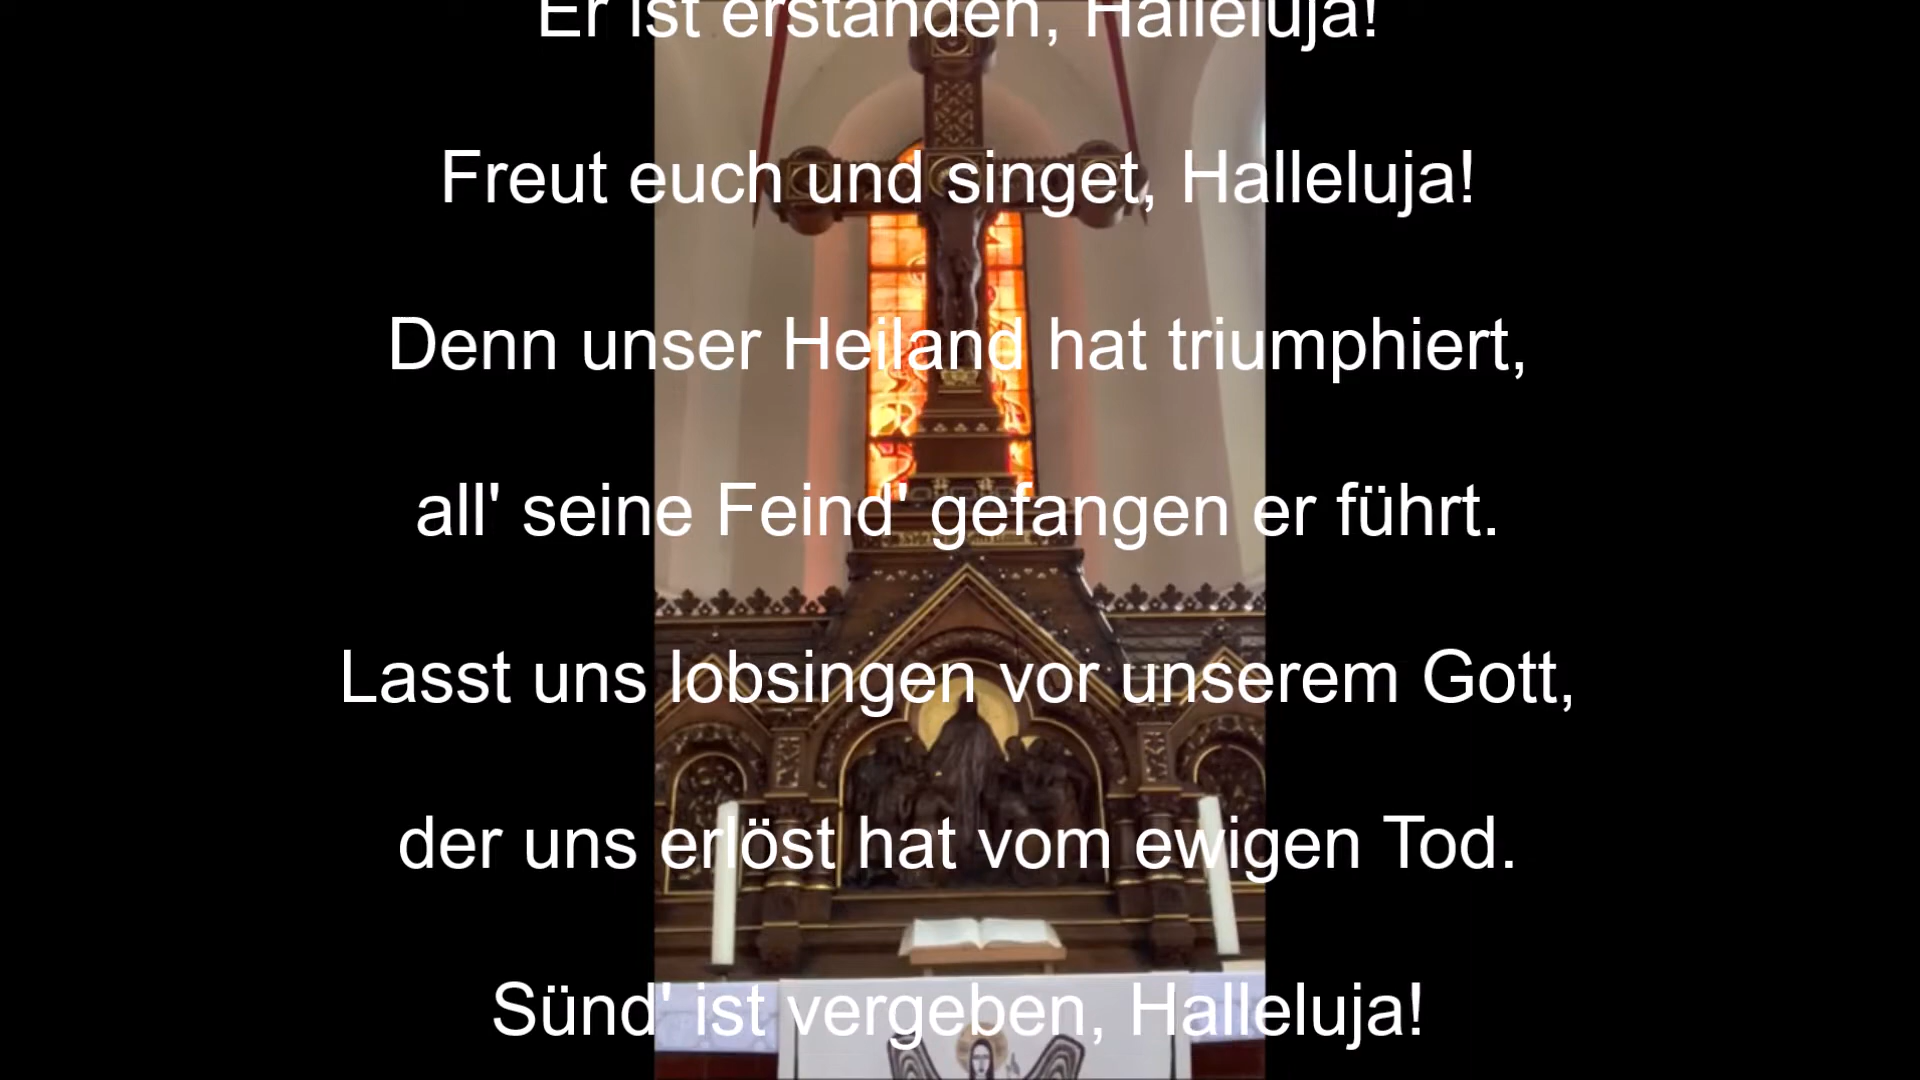 Er ist erstanden, Halleluja!
Freut euch und singet, Halleluja!
Denn unser Heiland hat triumphiert,
all' seine Feind' gefangen er führt.
Lasst uns lobsingen vor unserem Gott,
der uns erlöst hat vom ewigen Tod.
Sünd' ist vergeben, Halleluja!